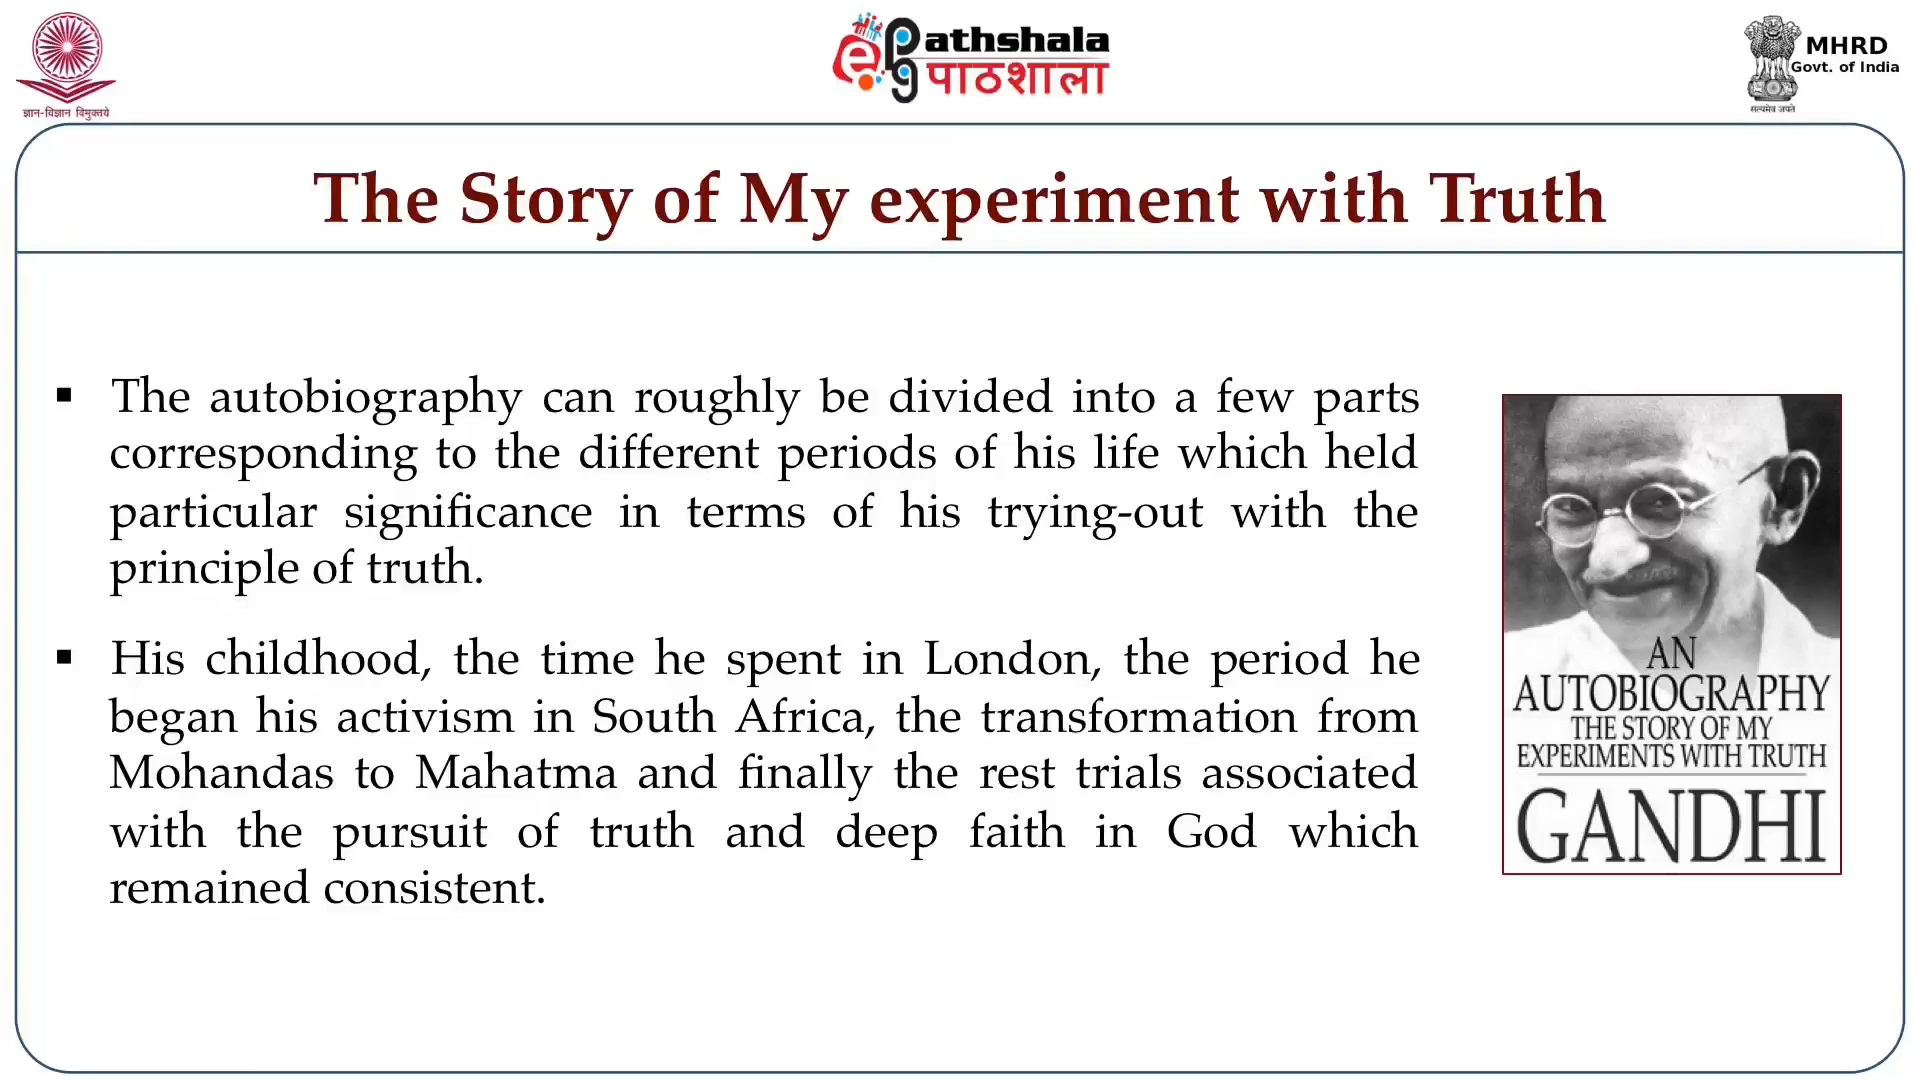 ज्ञान-विज्ञान विमुक्तये
e
pg
athshala
पाठशाला
MHRD
Govt. of India
सत्यमेव जयते
The Story of My experiment with Truth
▪ The autobiography can roughly be divided into a few parts
corresponding to the different periods of his life which held
particular significance in terms of his trying-out with the
principle of truth.
▪ His childhood, the time he spent in London, the period he
began his activism in South Africa, the transformation from
Mohandas to Mahatma and finally the rest trials associated
with the pursuit of truth and deep faith in God which
remained consistent.
AN
AUTOBIOGRAPHY
THE STORY OF MY
EXPERIMENTS WITH TRUTH
GANDHI